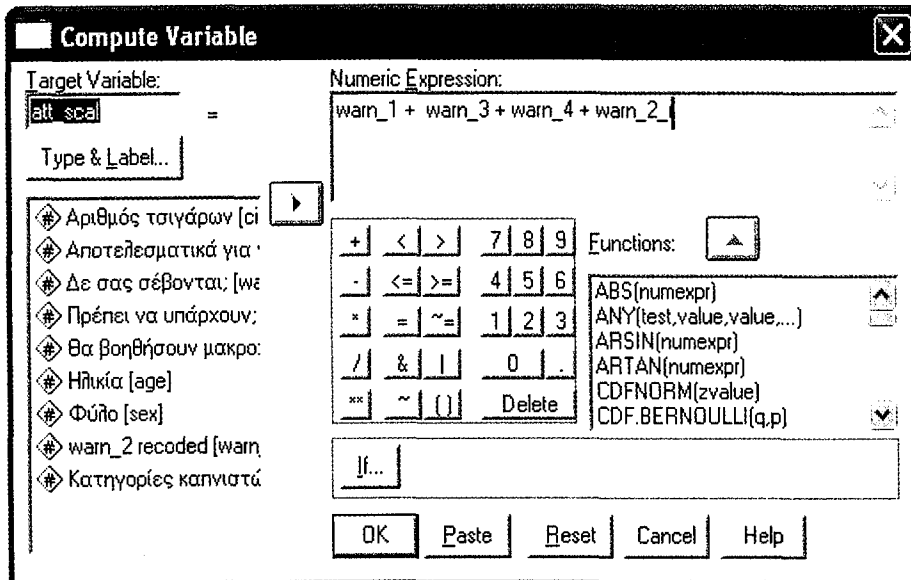 Compute Variable
Target Variable:
att_scal
=
Type & Label...
Numeric Expression:
warn_1 + warn_3 + warn_4 + warn_2_
Αριθμός τσιγάρων [ci
Αποτελεσματικά για
Δε σας σέβονται; [wa
Πρέπει να υπάρχουν;
Θα βοηθήσουν μακρο
Ηλικία [age]
Φύλο [sex]
warn_2 recoded [warn_
Κατηγορίες καπνιστώ
+ < > 7 8 9
- <= >= 4 5 6
* = ~= 1 2 3
/ & | 0 .
** ~ () Delete
Functions:
ABS(numexpr)
ANY(test,value,value,...)
ARSIN(numexpr)
ARTAN(numexpr)
CDFNORM(zvalue)
CDF.BERNOULLI(q,p)
If...
OK Paste Reset Cancel Help